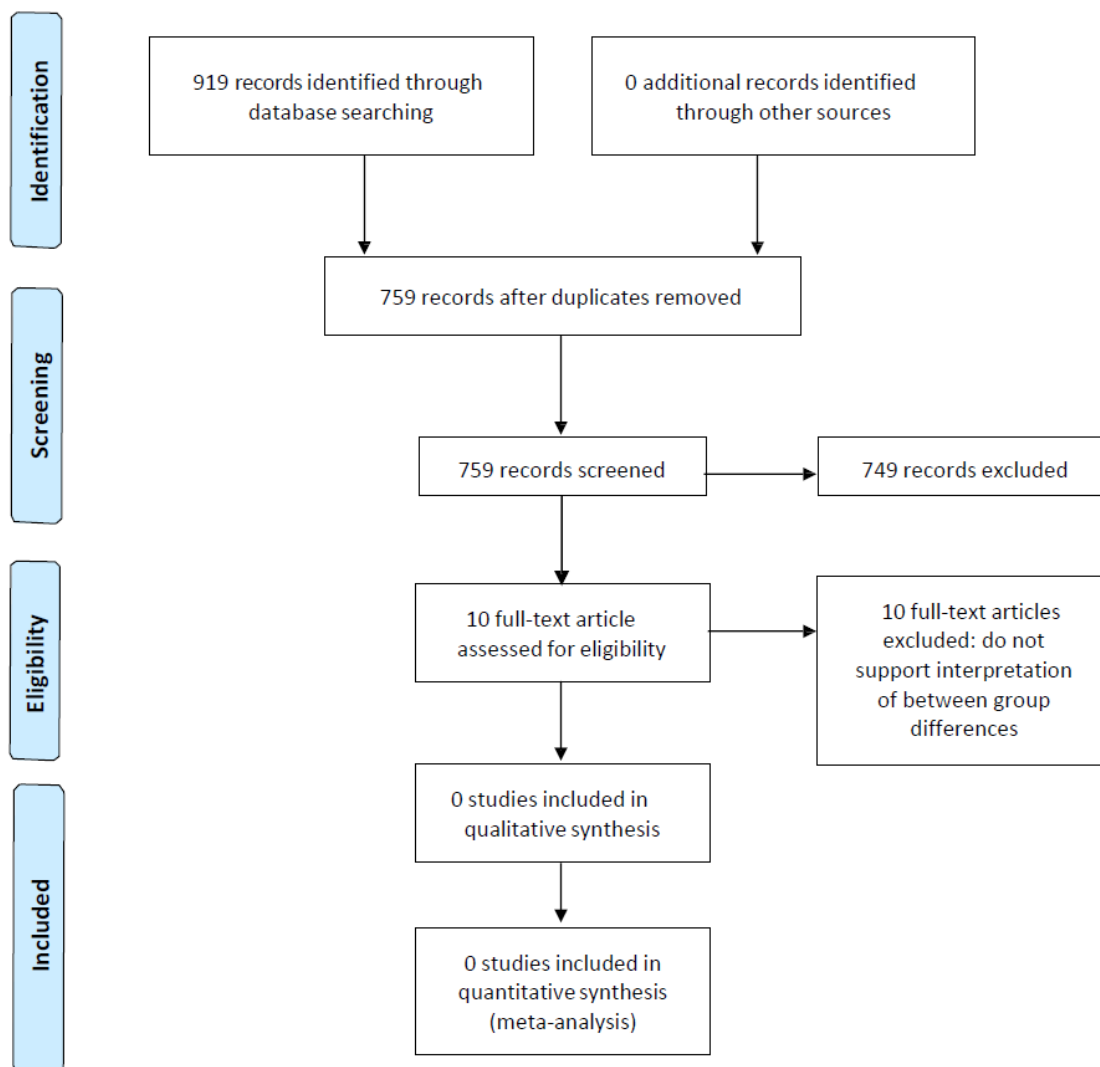 Identification
919 records identified through
database searching
0 additional records identified
through other sources
759 records after duplicates removed
Screening
759 records screened
749 records excluded
Eligibility
10 full-text article
assessed for eligibility
10 full-text articles
excluded: do not
support interpretation
of between group
differences
Included
0 studies included in
qualitative synthesis
0 studies included in
quantitative synthesis
(meta-analysis)